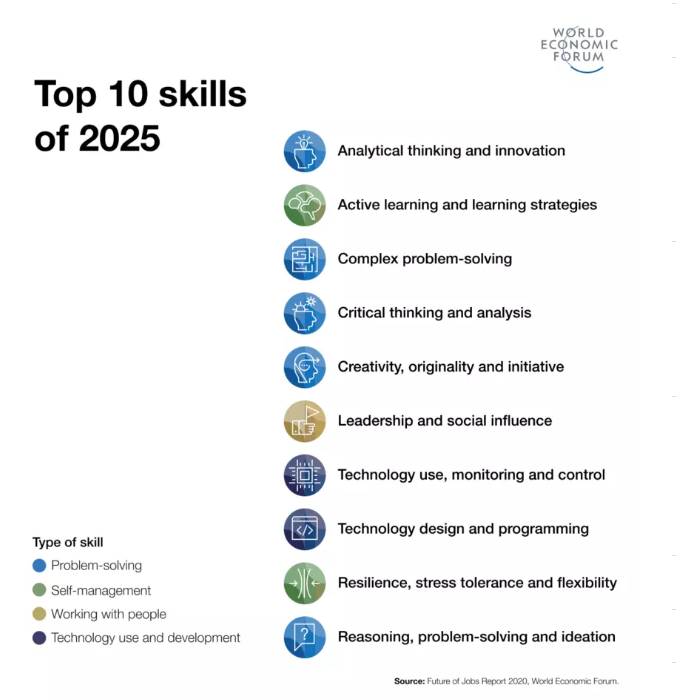 WORLD
ECONOMIC
FORUM
Top 10 skills
of 2025
Analytical thinking and innovation
Active learning and learning strategies
Complex problem-solving
Critical thinking and analysis
Creativity, originality and initiative
Leadership and social influence
Technology use, monitoring and control
</>
Technology design and programming
Resilience, stress tolerance and flexibility
?
Reasoning, problem-solving and ideation
Type of skill
Problem-solving
Self-management
Working with people
Technology use and development
Source: Future of Jobs Report 2020, World Economic Forum.